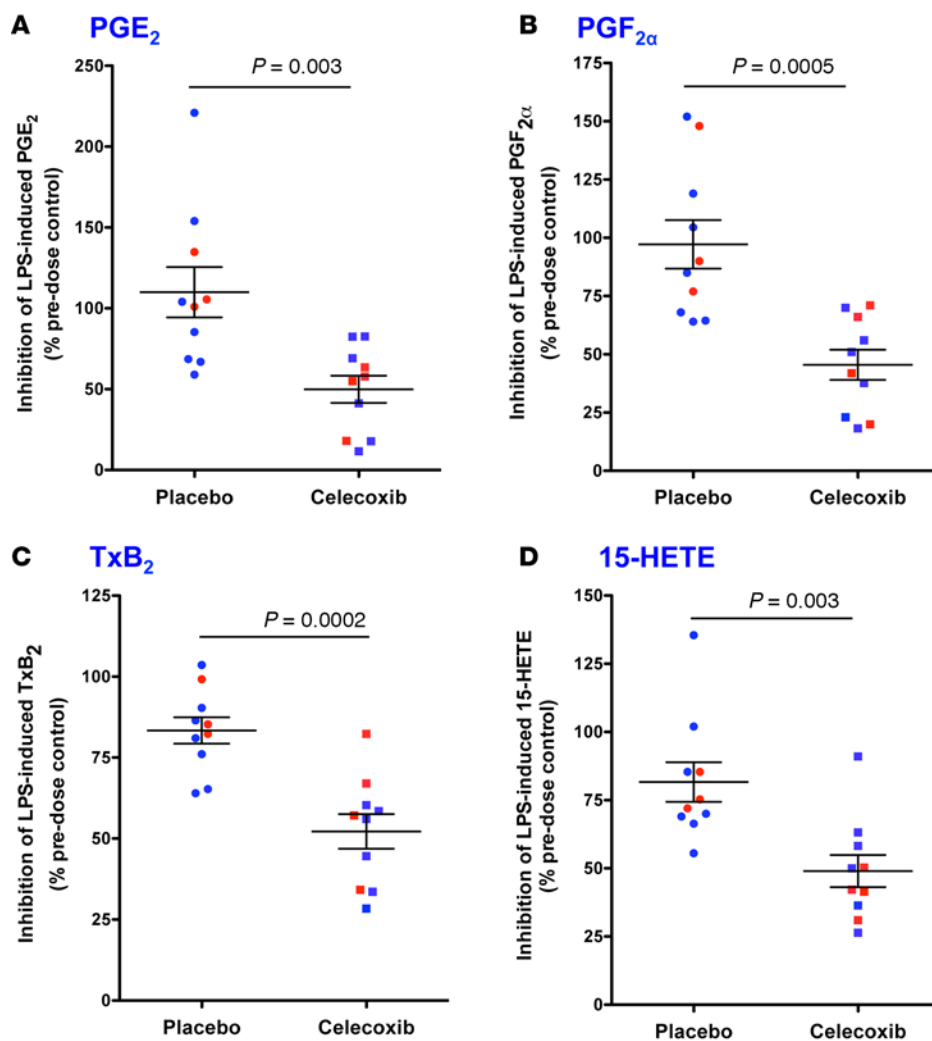 A PGE₂
P = 0.003
Inhibition of LPS-induced PGE₂
(% pre-dose control)
250
200
150
100
50
0
Placebo Celecoxib
B PGF₂α
P = 0.0005
Inhibition of LPS-induced PGF₂α
(% pre-dose control)
175
150
125
100
75
50
25
0
Placebo Celecoxib
C TxB₂
P = 0.0002
Inhibition of LPS-induced TxB₂
(% pre-dose control)
125
100
75
50
25
0
Placebo Celecoxib
D 15-HETE
P = 0.003
Inhibition of LPS-induced 15-HETE
(% pre-dose control)
150
125
100
75
50
25
0
Placebo Celecoxib